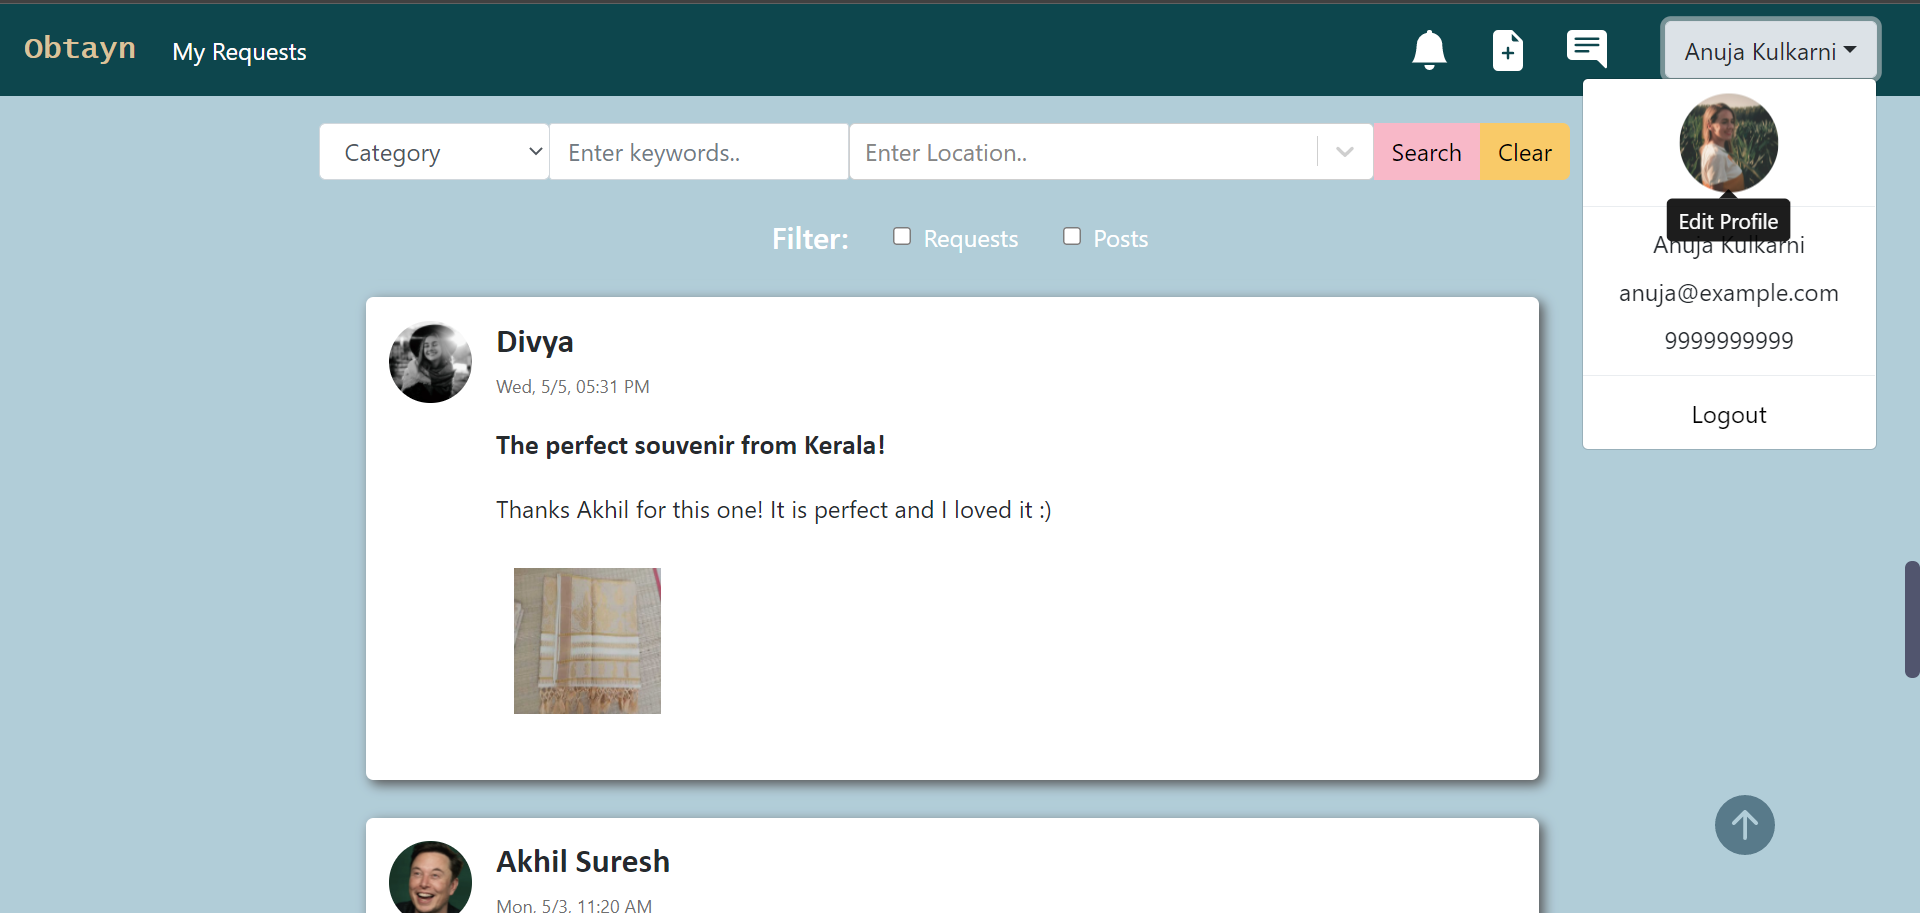 Obtayn
My Requests
Anuja Kulkarni
Category
Enter keywords..
Enter Location..
Search
Clear
Edit Profile
Filter:
Requests
Posts
Anuja Kulkarni
anuja@example.com
9999999999
Logout
Divya
Wed, 5/5, 05:31 PM
The perfect souvenir from Kerala!
Thanks Akhil for this one! It is perfect and I loved it :)
Akhil Suresh
Mon, 5/3, 11:20 AM